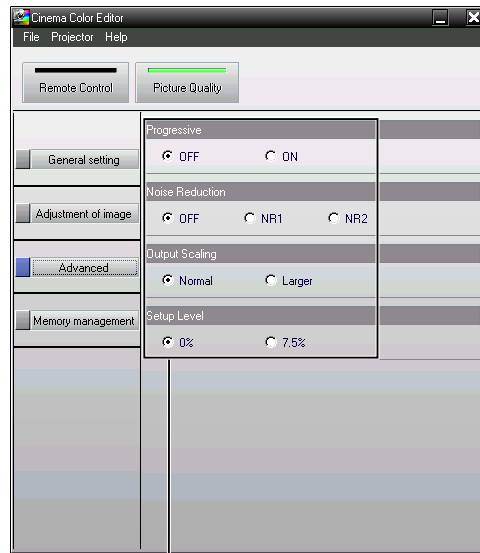 Cinema Color Editor
File Projector Help
Remote Control Picture Quality
Progressive
General setting OFF ON
Noise Reduction
Adjustment of image OFF NR1 NR2
Output Scaling
Advanced Normal Larger
Setup Level
Memory management 0% 7.5%